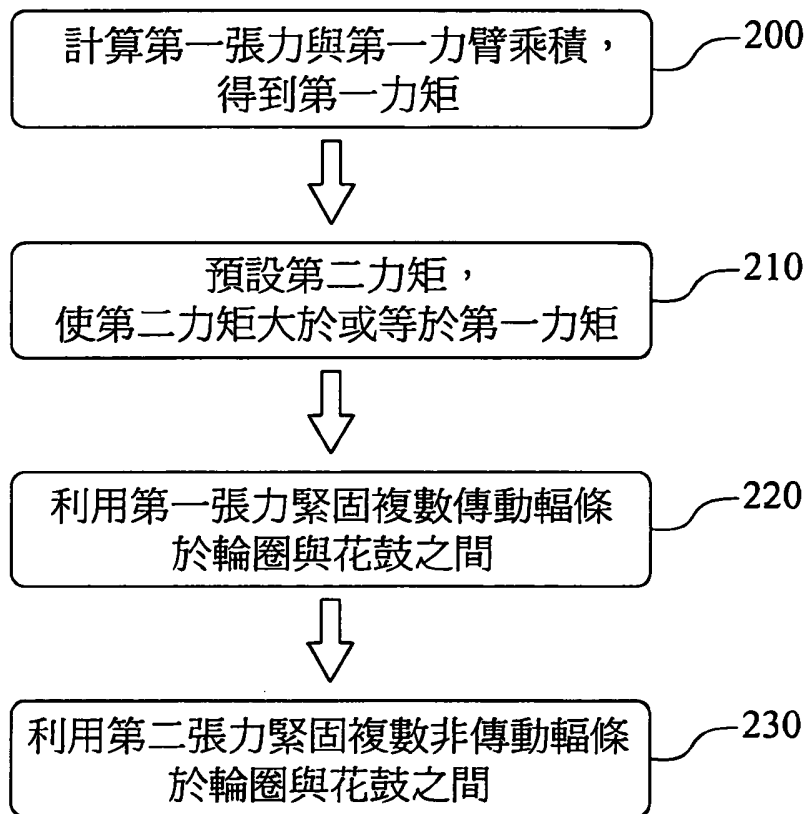 計算第一張力與第一力臂乘積，
得到第一力矩
200
預設第二力矩，
使第二力矩大於或等於第一力矩
210
利用第一張力緊固複數傳動輻條
於輪圈與花鼓之間
220
利用第二張力緊固複數非傳動輻條
於輪圈與花鼓之間
230